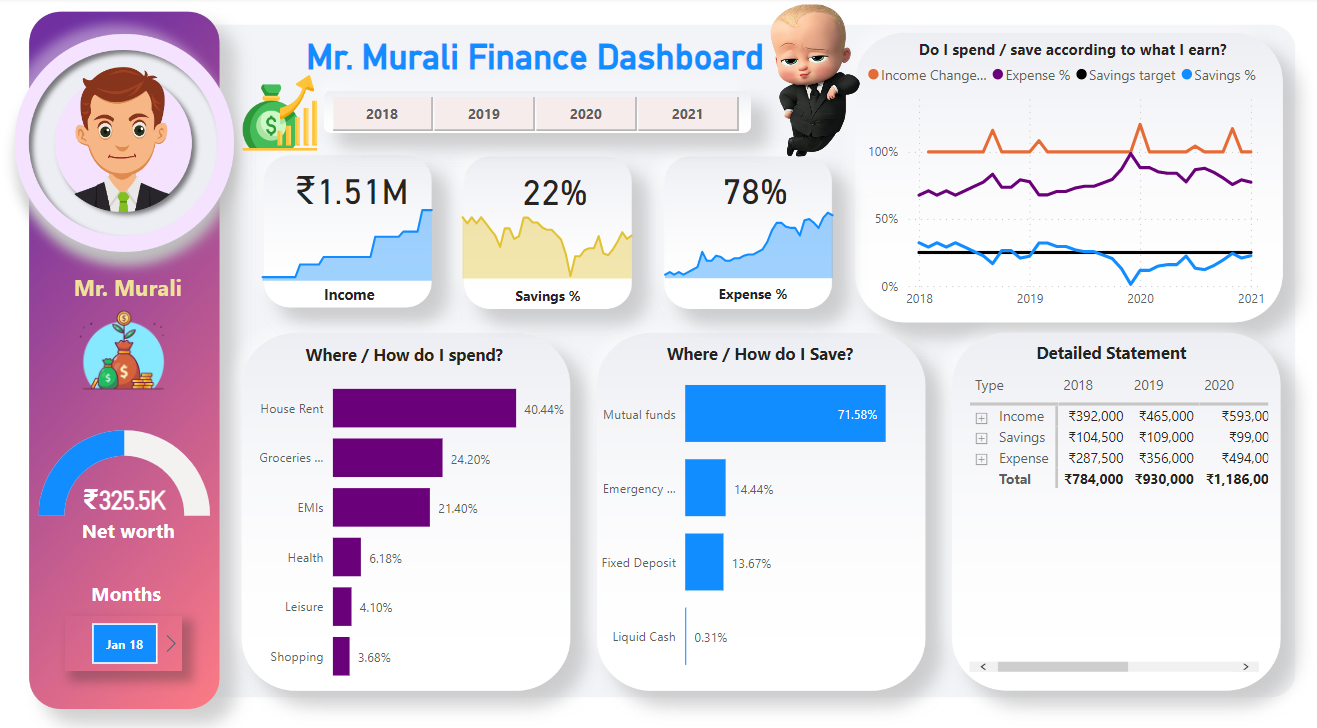 Mr. Murali Finance Dashboard
2018 2019 2020 2021
Mr. Murali
₹325.5K
Net worth
Months
Jan 18
₹1.51M
Income
22%
Savings %
78%
Expense %
Do I spend / save according to what I earn?
Income Change... Expense % Savings target Savings %
100%
50%
0%
2018 2019 2020 2021
Where / How do I spend?
House Rent 40.44%
Groceries ... 24.20%
EMIs 21.40%
Health 6.18%
Leisure 4.10%
Shopping 3.68%
Where / How do I Save?
Mutual funds 71.58%
Emergency ... 14.44%
Fixed Deposit 13.67%
Liquid Cash 0.31%
Detailed Statement
Type 2018 2019 2020
Income ₹392,000 ₹465,000 ₹593,00
Savings ₹104,500 ₹109,000 ₹99,00
Expense ₹287,500 ₹356,000 ₹494,00
Total ₹784,000 ₹930,000 ₹1,186,00